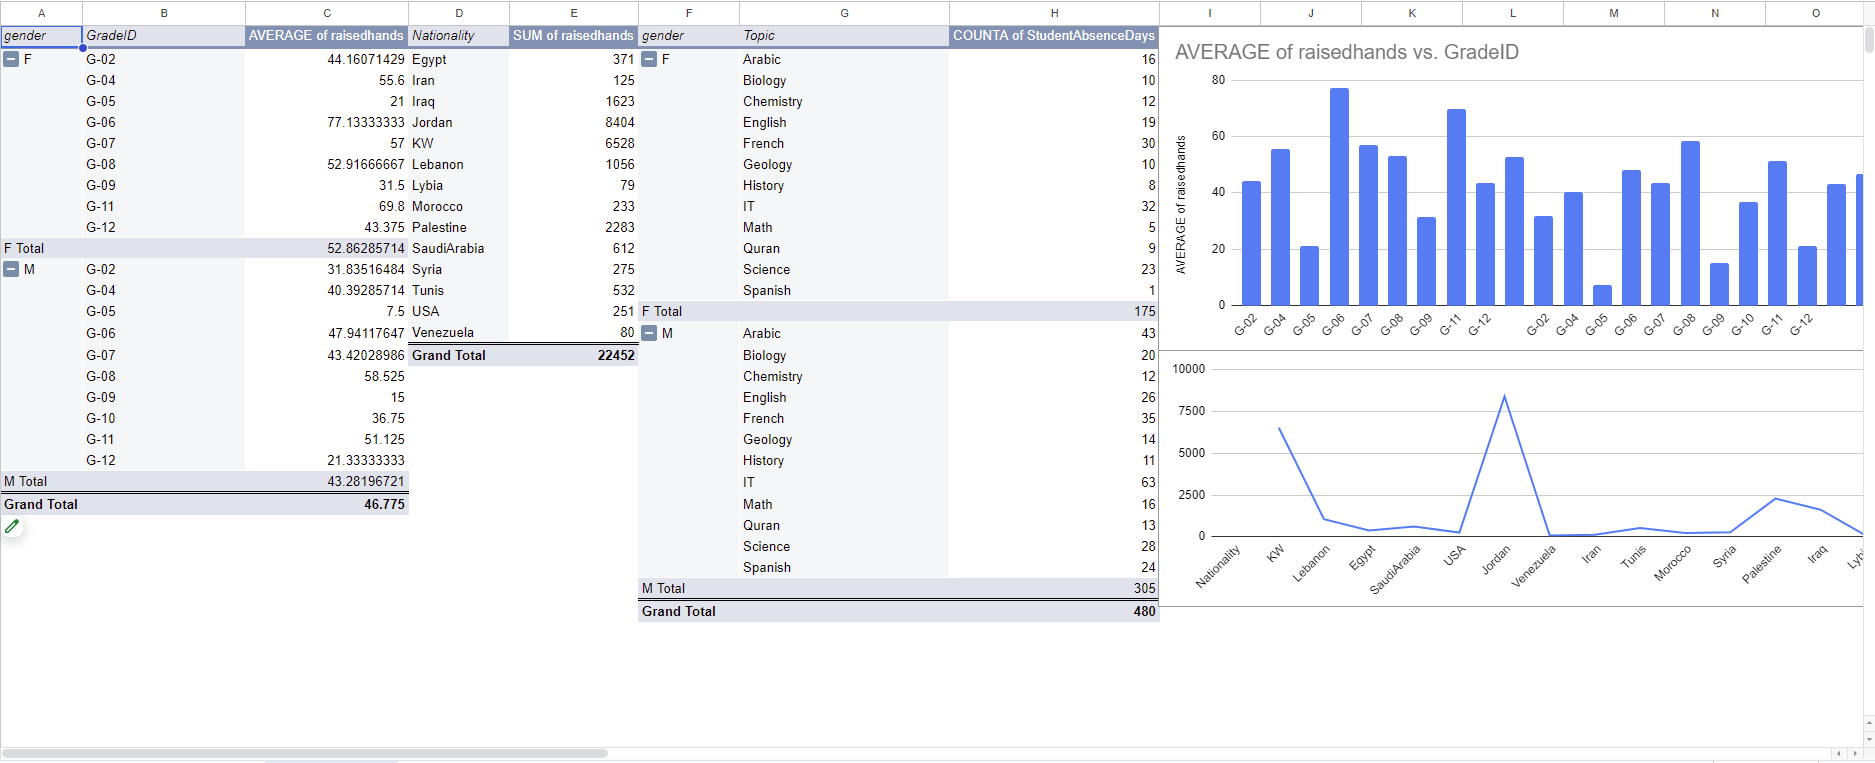 A B C D E F G H I J K L M N O
gender GradeID AVERAGE of raisedhands Nationality SUM of raisedhands gender Topic COUNTA of StudentAbsenceDays
F G-02 44.16071429 Egypt 371 F Arabic 16
G-04 55.6 Iran 125 Biology 10
G-05 21 Iraq 1623 Chemistry 12
G-06 77.13333333 Jordan 8404 English 19
G-07 57 KW 6528 French 30
G-08 52.91666667 Lebanon 1056 Geology 10
G-09 31.5 Lybia 79 History 8
G-11 69.8 Morocco 233 IT 32
G-12 43.375 Palestine 2283 Math 5
F Total 52.86285714 SaudiArabia 612 Quran 9
M G-02 31.83516484 Syria 275 Science 23
G-04 40.39285714 Tunis 532 Spanish 1
G-05 7.5 USA 251 F Total 175
G-06 47.94117647 Venezuela 80 M Arabic 43
G-07 43.42028986 Grand Total 22452 Biology 20
G-08 58.525 Chemistry 12
G-09 15 English 26
G-10 36.75 French 35
G-11 51.125 Geology 14
G-12 21.33333333 History 11
M Total 43.28196721 IT 63
Grand Total 46.775 Math 16
Quran 13
Science 28
Spanish 24
M Total 305
Grand Total 480
AVERAGE of raisedhands vs. GradeID
AVERAGE of raisedhands
80
60
40
20
0
G-02 G-04 G-05 G-06 G-07 G-08 G-09 G-11 G-12 G-02 G-04 G-05 G-06 G-07 G-08 G-09 G-10 G-11 G-12
10000
7500
5000
2500
0
Nationality KW Lebanon Egypt SaudiArabia USA Jordan Venezuela Iran Tunis Morocco Syria Palestine Iraq